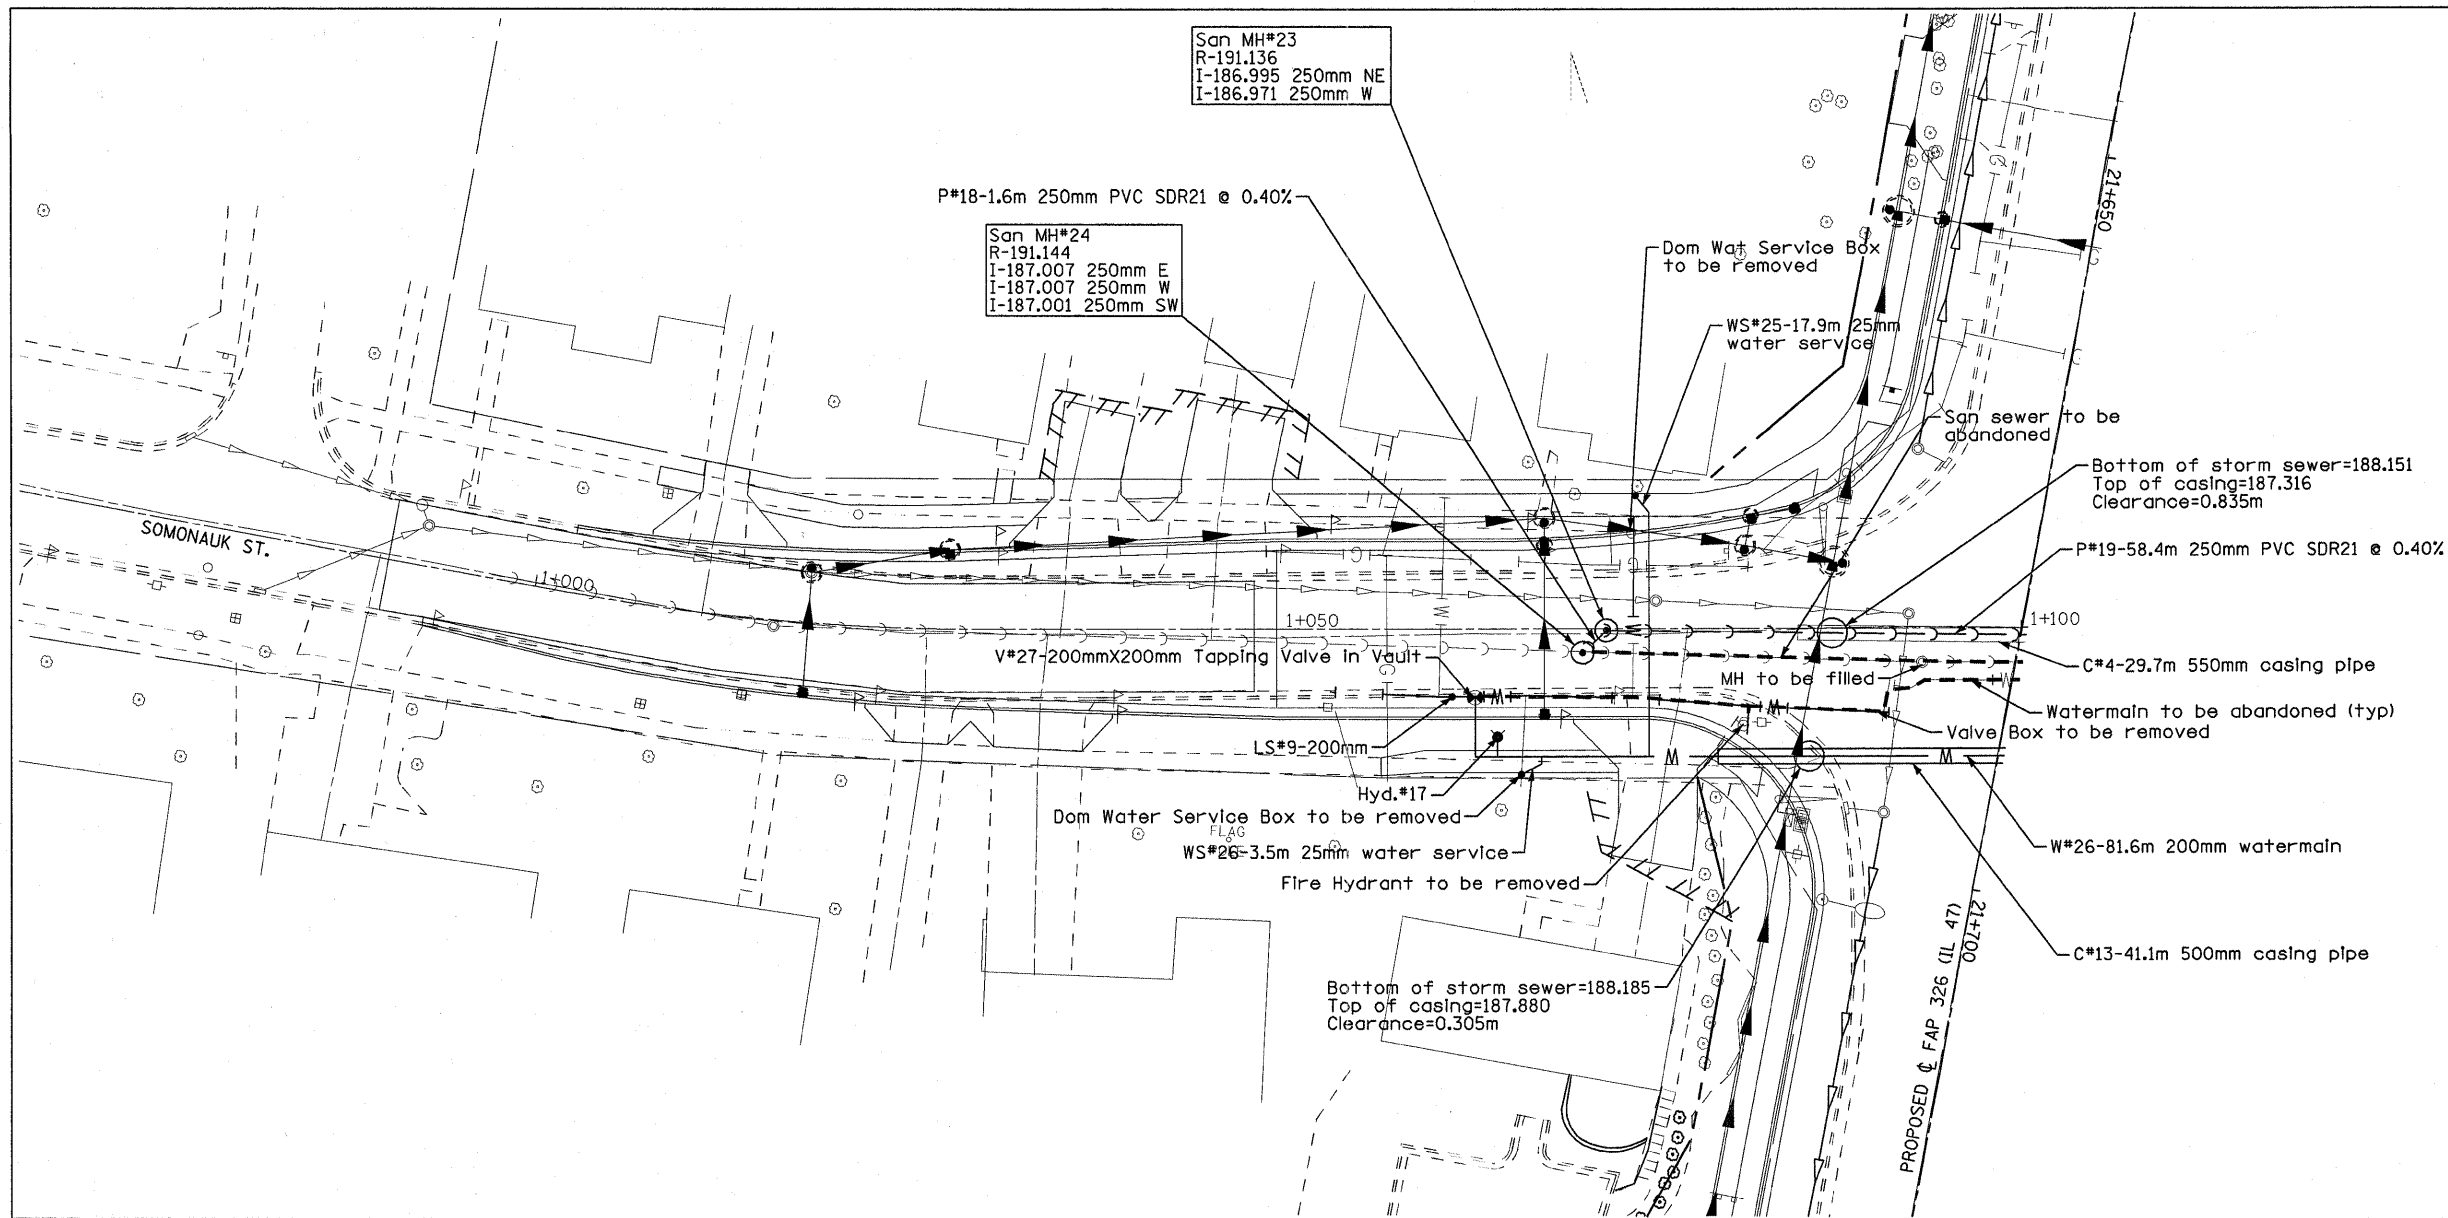 San MH#23
R-191.136
I-186.995 250mm NE
I-186.971 250mm W
P#18-1.6m 250mm PVC SDR21 @ 0.40%
San MH#24
R-191.144
I-187.007 250mm E
I-187.007 250mm W
I-187.001 250mm SW
Dom Wat Service Box
to be removed
21+650
WS#25-17.9m 25mm
water service
San sewer to be
abandoned
Bottom of storm sewer=188.151
Top of casing=187.316
Clearance=0.835m
SOMONAUK ST.
P#19-58.4m 250mm PVC SDR21 @ 0.40%
1+000
1+050
1+100
V#27-200mmX200mm Tapping Valve in Vault
C#4-29.7m 550mm casing pipe
MH to be filled
Watermain to be abandoned (typ)
Valve Box to be removed
LS#9-200mm
Hyd.#17
Dom Water Service Box to be removed
FLAG
WS#26-3.5m 25mm water service
W#26-81.6m 200mm watermain
Fire Hydrant to be removed
C#13-41.1m 500mm casing pipe
21+700
Bottom of storm sewer=188.185
Top of casing=187.880
Clearance=0.305m
PROPOSED ℄ FAP 326 (IL 47)